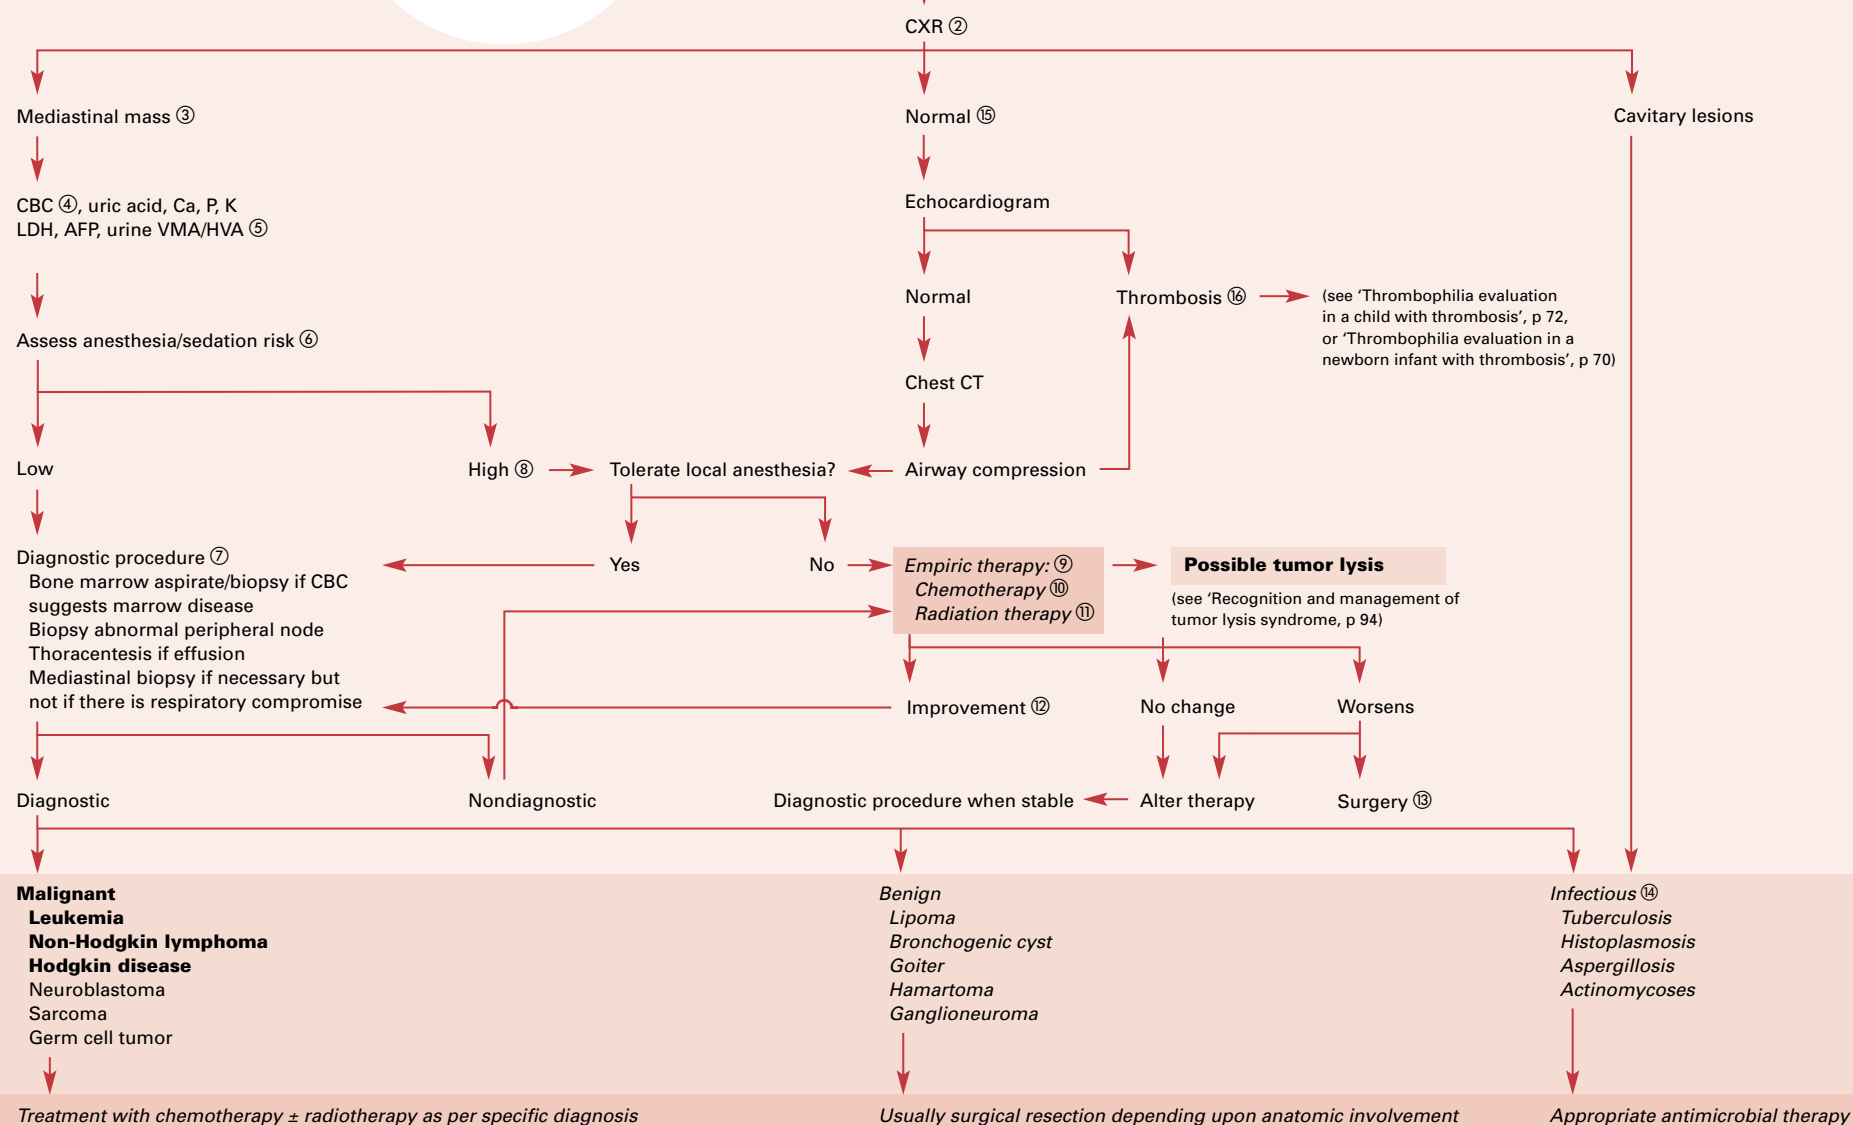 CXR ②
Mediastinal mass ③
Normal ⑮
Cavitary lesions
CBC ④, uric acid, Ca, P, K
LDH, AFP, urine VMA/HVA ⑤
Echocardiogram
Normal
Thrombosis ⑯
(see ‘Thrombophilia evaluation
in a child with thrombosis’, p 72,
or ‘Thrombophilia evaluation in a
newborn infant with thrombosis’, p 70)
Assess anesthesia/sedation risk ⑥
Chest CT
Low
High ⑧
Tolerate local anesthesia?
Airway compression
Diagnostic procedure ⑦
Bone marrow aspirate/biopsy if CBC
suggests marrow disease
Biopsy abnormal peripheral node
Thoracentesis if effusion
Mediastinal biopsy if necessary but
not if there is respiratory compromise
Yes
No
Empiric therapy: ⑨
Chemotherapy ⑩
Radiation therapy ⑪
Possible tumor lysis
(see ‘Recognition and management of
tumor lysis syndrome, p 94)
Improvement ⑫
No change
Worsens
Diagnostic
Nondiagnostic
Diagnostic procedure when stable
Alter therapy
Surgery ⑬
Malignant
Leukemia
Non-Hodgkin lymphoma
Hodgkin disease
Neuroblastoma
Sarcoma
Germ cell tumor
Benign
Lipoma
Bronchogenic cyst
Goiter
Hamartoma
Ganglioneuroma
Infectious ⑭
Tuberculosis
Histoplasmosis
Aspergillosis
Actinomycoses
Treatment with chemotherapy ± radiotherapy as per specific diagnosis
Usually surgical resection depending upon anatomic involvement
Appropriate antimicrobial therapy